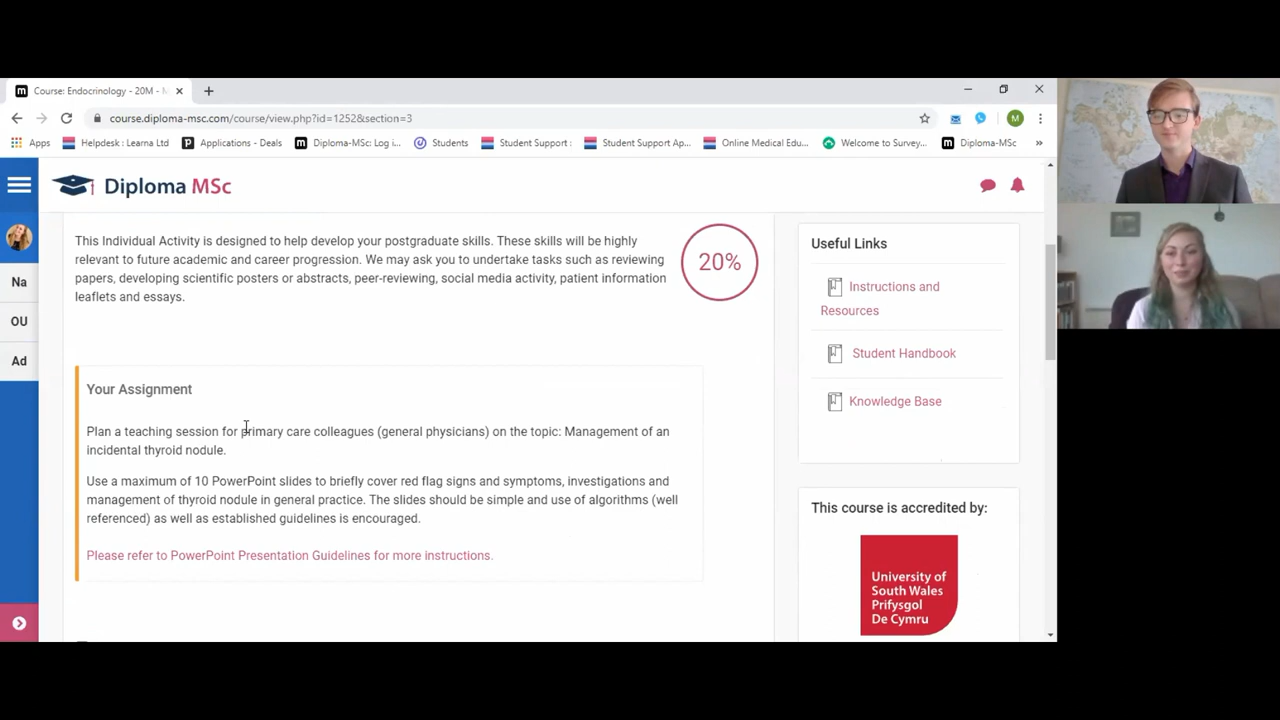 Course: Endocrinology - 20M - M
course.diploma-msc.com/course/view.php?id=1252&section=3
M
Apps
Helpdesk : Learna Ltd
Applications - Deals
Diploma-MSc: Log i...
Students
Student Support :
Student Support Ap...
Online Medical Edu...
Welcome to Survey...
Diploma-MSc
»
Diploma MSc
Na
OU
Ad
This Individual Activity is designed to help develop your postgraduate skills. These skills will be highly
relevant to future academic and career progression. We may ask you to undertake tasks such as reviewing
papers, developing scientific posters or abstracts, peer-reviewing, social media activity, patient information
leaflets and essays.
20%
Your Assignment
Plan a teaching session for primary care colleagues (general physicians) on the topic: Management of an
incidental thyroid nodule.
Use a maximum of 10 PowerPoint slides to briefly cover red flag signs and symptoms, investigations and
management of thyroid nodule in general practice. The slides should be simple and use of algorithms (well
referenced) as well as established guidelines is encouraged.
Please refer to PowerPoint Presentation Guidelines for more instructions.
Useful Links
Instructions and
Resources
Student Handbook
Knowledge Base
This course is accredited by:
University of
South Wales
Prifysgol
De Cymru